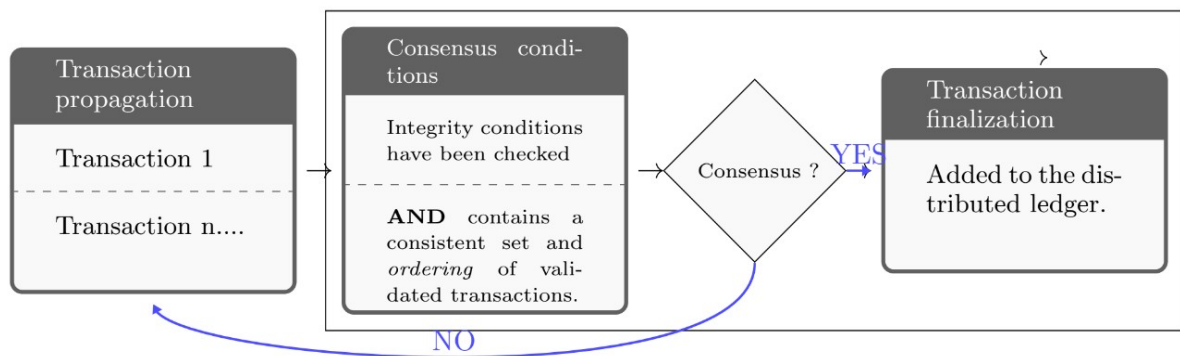 Transaction
propagation
Transaction 1
Transaction n....
Consensus condi-
tions
Integrity conditions
have been checked
AND contains a
consistent set and
ordering of vali-
dated transactions.
Consensus ?
YES
NO
Transaction
finalization
Added to the dis-
tributed ledger.